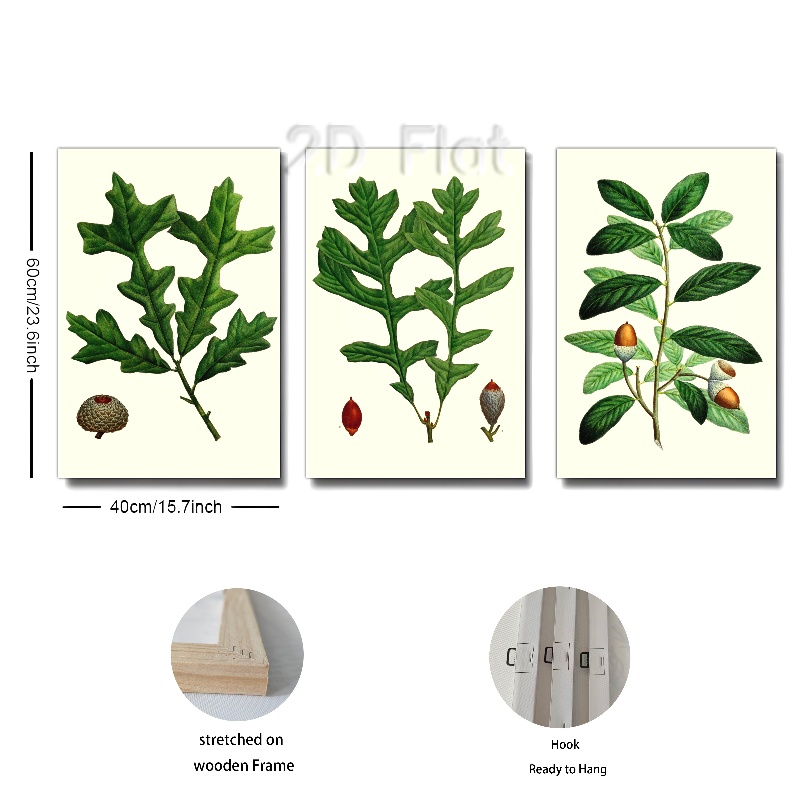 2D Flat
60cm/23.6inch
40cm/15.7inch
stretched on
wooden Frame
Hook
Ready to Hang